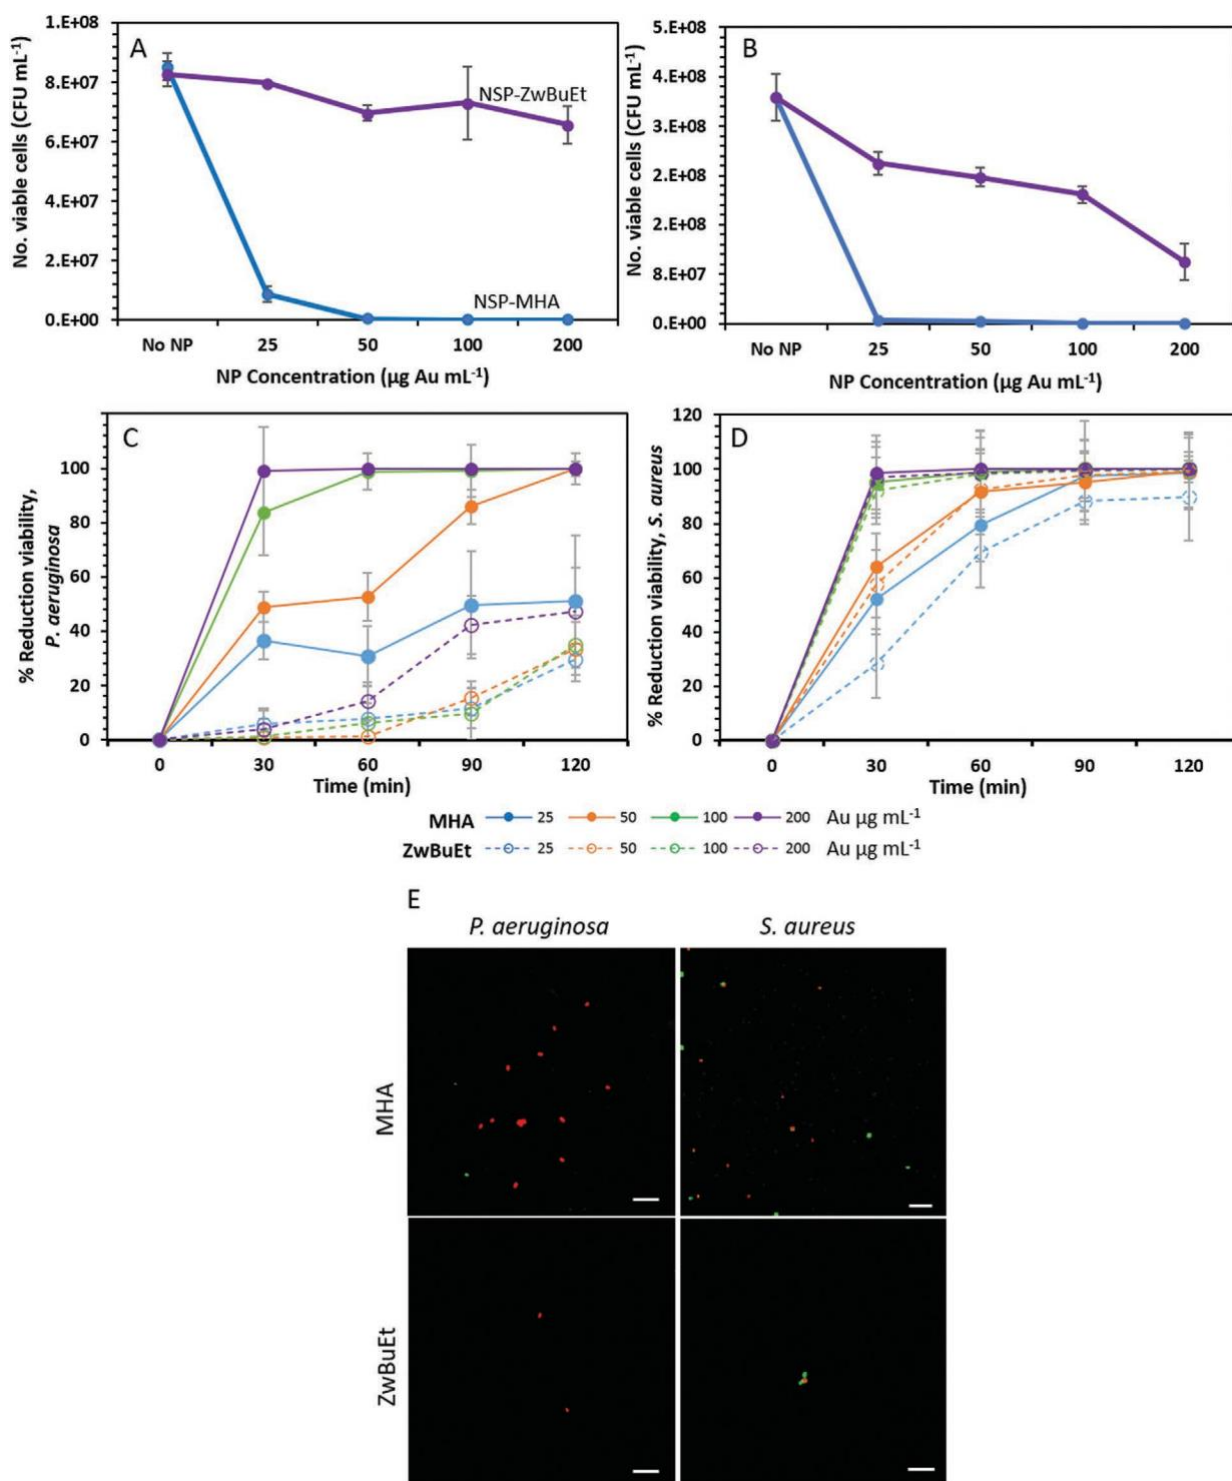 A
No. viable cells (CFU mL-1)
1.E+08
8.E+07
6.E+07
4.E+07
2.E+07
0.E+00
NSP-ZwBuEt
NSP-MHA
No NP 25 50 100 200
NP Concentration (µg Au mL-1)
B
No. viable cells (CFU mL-1)
5.E+08
4.E+08
3.E+08
2.E+08
2.E+08
8.E+07
0.E+00
No NP 25 50 100 200
NP Concentration (µg Au mL-1)
C
% Reduction viability,
P. aeruginosa
100
80
60
40
20
0
0 30 60 90 120
Time (min)
D
% Reduction viability, S. aureus
120
100
80
60
40
20
0
0 30 60 90 120
Time (min)
MHA 25 50 100 200 Au µg mL-1
ZwBuEt 25 50 100 200 Au µg mL-1
E
P. aeruginosa S. aureus
MHA
ZwBuEt